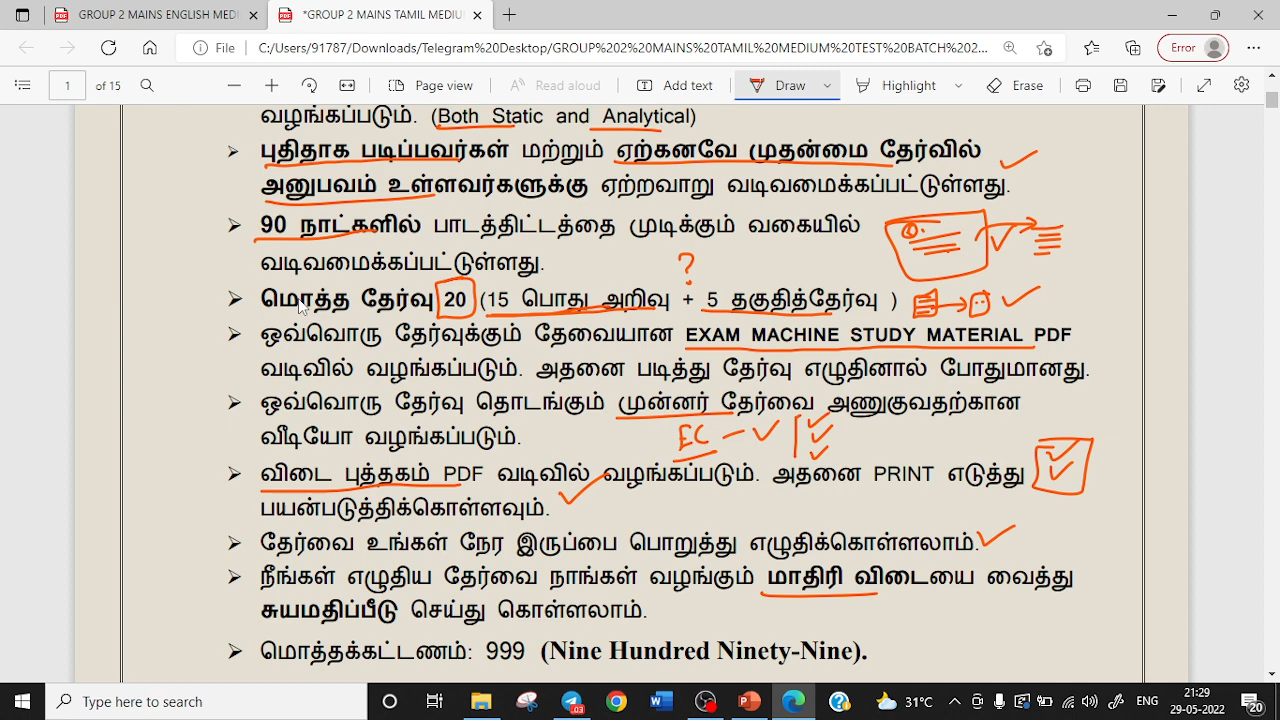 GROUP 2 MAINS ENGLISH MEDI
*GROUP 2 MAINS TAMIL MEDIU
File
C:/Users/91787/Downloads/Telegram%20Desktop/GROUP%202%20MAINS%20TAMIL%20MEDIUM%20TEST%20BATCH%202...
Error
1 of 15
Page view
Read aloud
Add text
Draw
Highlight
Erase
வழங்கப்படும். (Both Static and Analytical)
➢ புதிதாக படிப்பவர்கள் மற்றும் ஏற்கனவே முதன்மை தேர்வில்
அனுபவம் உள்ளவர்களுக்கு ஏற்றவாறு வடிவமைக்கப்பட்டுள்ளது.
➢ 90 நாட்களில் பாடத்திட்டத்தை முடிக்கும் வகையில்
வடிவமைக்கப்பட்டுள்ளது.
?
➢ மொத்த தேர்வு 20 (15 பொது அறிவு + 5 தகுதித்தேர்வு )
➢ ஒவ்வொரு தேர்வுக்கும் தேவையான EXAM MACHINE STUDY MATERIAL PDF
வடிவில் வழங்கப்படும். அதனை படித்து தேர்வு எழுதினால் போதுமானது.
➢ ஒவ்வொரு தேர்வு தொடங்கும் முன்னர் தேர்வை அணுகுவதற்கான
வீடியோ வழங்கப்படும்.
EC –
➢ விடை புத்தகம் PDF வடிவில் வழங்கப்படும். அதனை PRINT எடுத்து
பயன்படுத்திக்கொள்ளவும்.
➢ தேர்வை உங்கள் நேர இருப்பை பொறுத்து எழுதிக்கொள்ளலாம்.
➢ நீங்கள் எழுதிய தேர்வை நாங்கள் வழங்கும் மாதிரி விடையை வைத்து
சுயமதிப்பீடு செய்து கொள்ளலாம்.
➢ மொத்தக்கட்டணம்: 999 (Nine Hundred Ninety-Nine).
Type here to search
31°C
ENG
21:29
29-05-2022
20